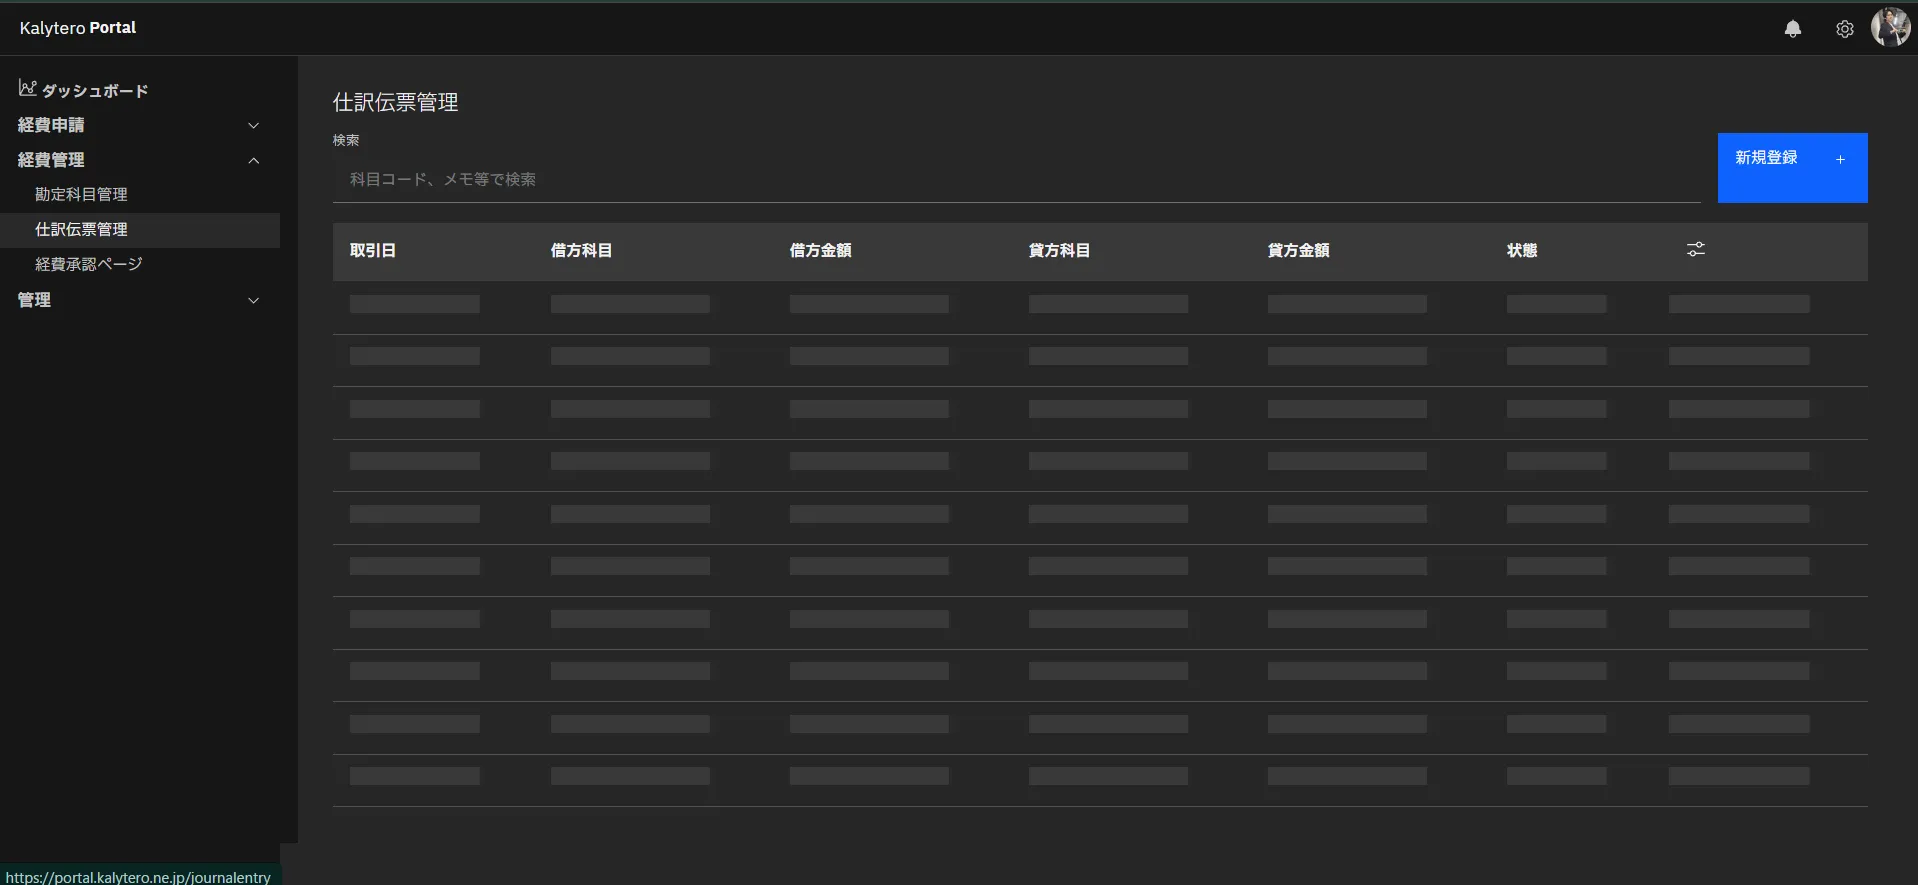 Kalytero Portal
ダッシュボード
経費申請
経費管理
勘定科目管理
仕訳伝票管理
経費承認ページ
管理
仕訳伝票管理
検索
科目コード、メモ等で検索
新規登録 +
取引日 借方科目 借方金額 貸方科目 貸方金額 状態
https://portal.kalytero.ne.jp/journalentry